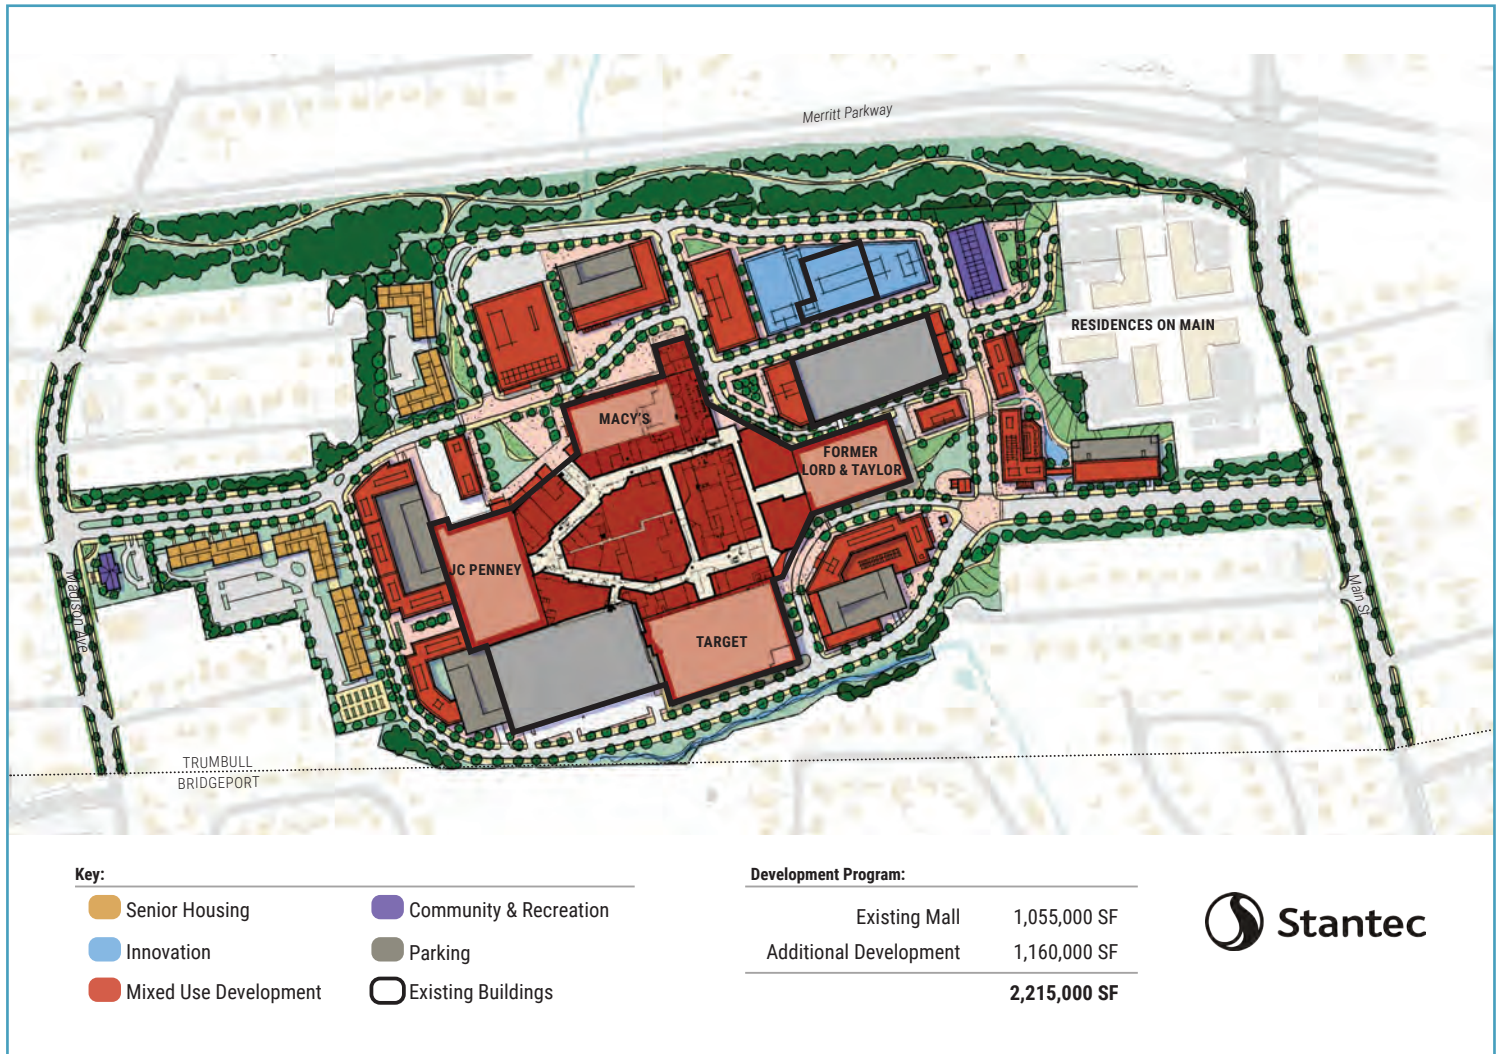 Merritt Parkway
RESIDENCES ON MAIN
MACY'S
FORMER
LORD & TAYLOR
JC PENNEY
TARGET
Madison Ave
Main St
TRUMBULL
BRIDGEPORT
Key:
Senior Housing
Innovation
Mixed Use Development
Community & Recreation
Parking
Existing Buildings
Development Program:
Existing Mall 1,055,000 SF
Additional Development 1,160,000 SF
2,215,000 SF
Stantec